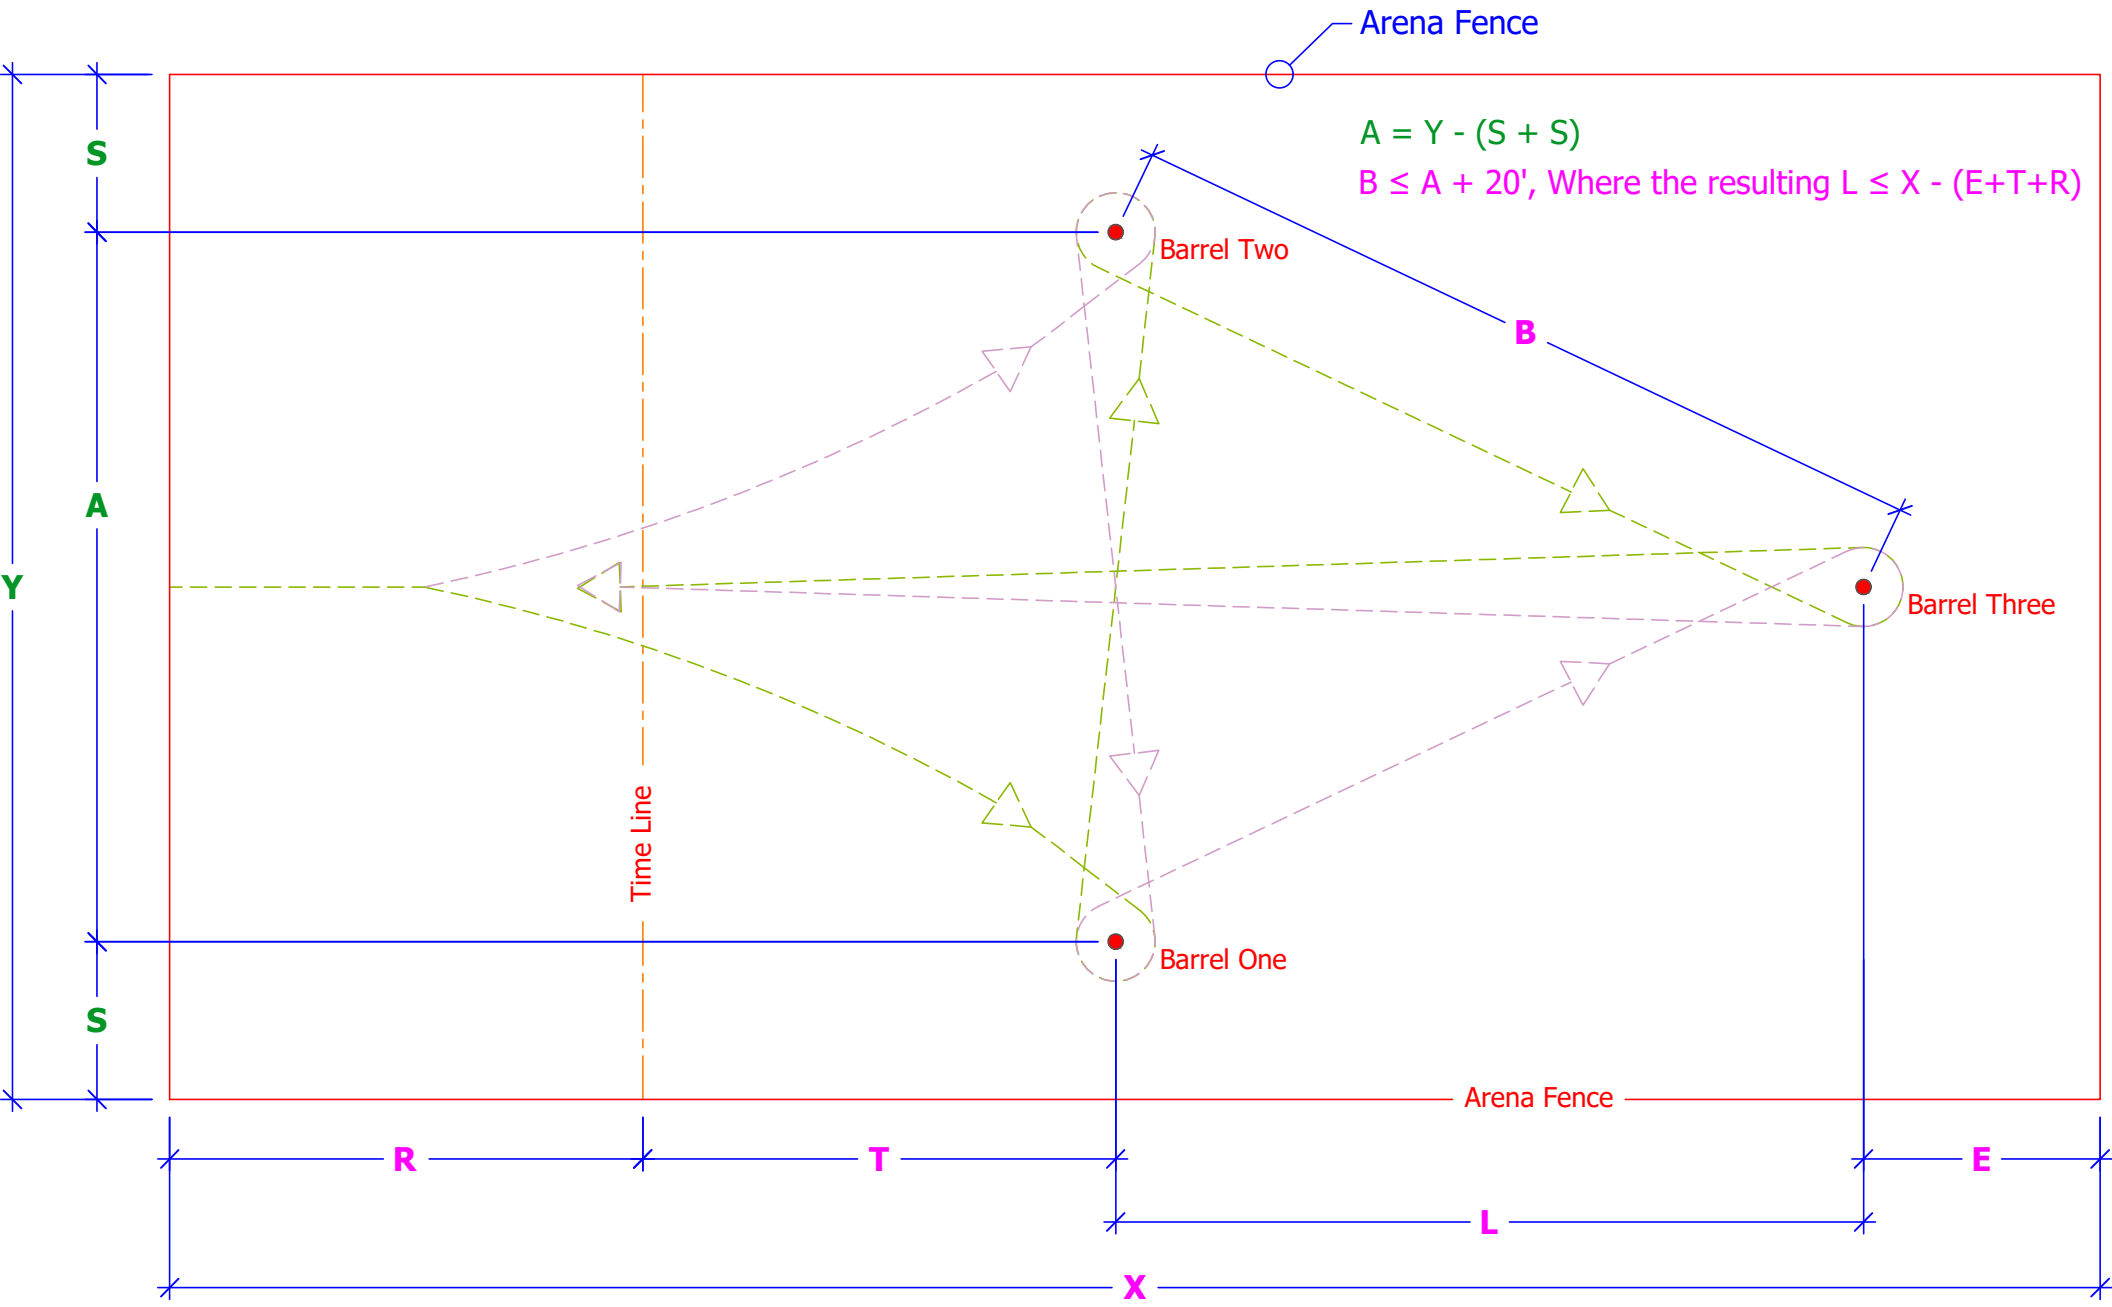 Arena Fence
A = Y - (S + S)
B ≤ A + 20', Where the resulting L ≤ X - (E+T+R)
S
Barrel Two
B
A
Y
Barrel Three
Time Line
Barrel One
S
Arena Fence
R
T
E
L
X